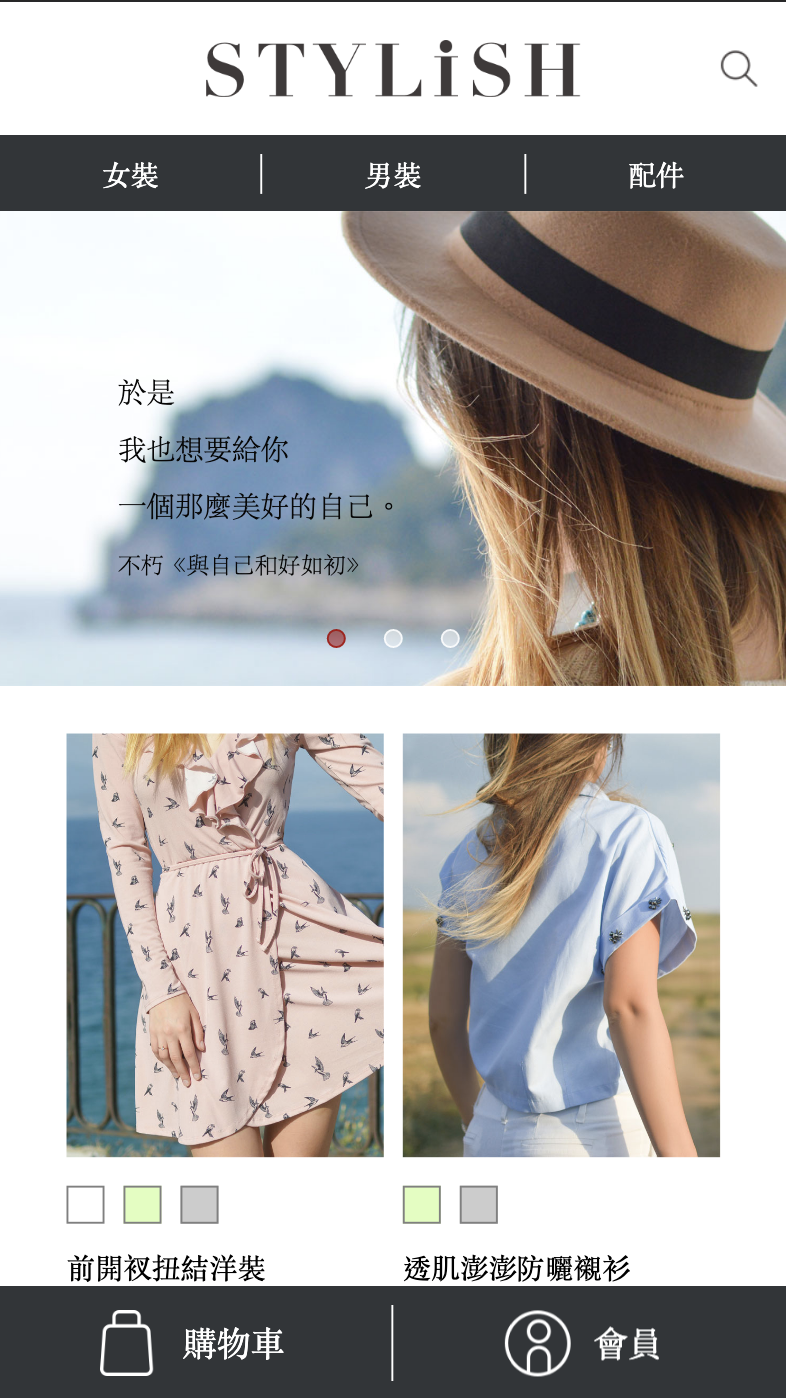 STYLiSH
女裝
男裝
配件
於是
我也想要給你
一個那麼美好的自己。
不朽《與自己和好如初》
前開衩扭結洋裝
透肌澎澎防曬襯衫
購物車
會員